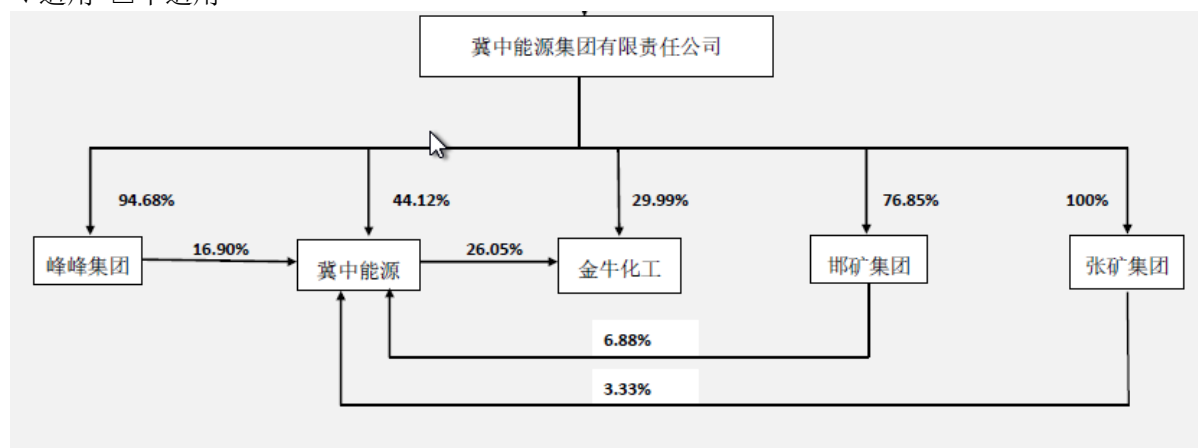 冀中能源集团有限责任公司
94.68%
44.12%
29.99%
76.85%
100%
峰峰集团
16.90%
冀中能源
26.05%
金牛化工
邯矿集团
张矿集团
6.88%
3.33%